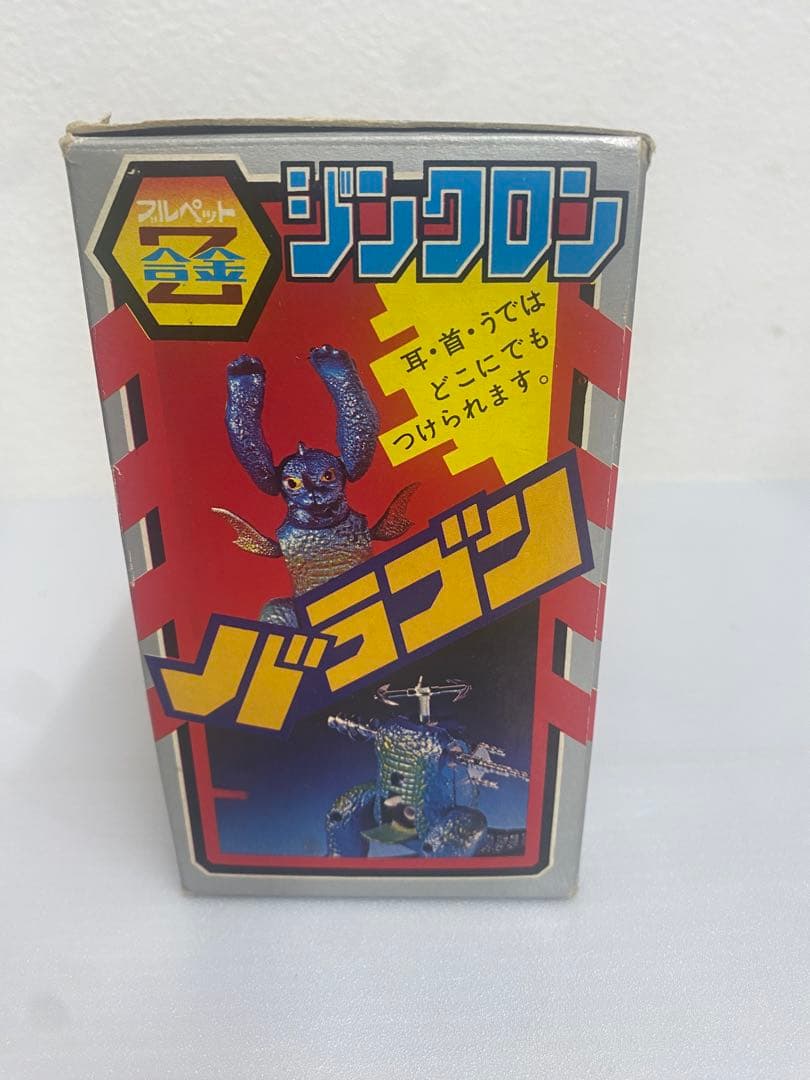 ブルペット
Z合金
ジンクロン
耳・首・うでは
どこにでも
つけられます。
バラゴン